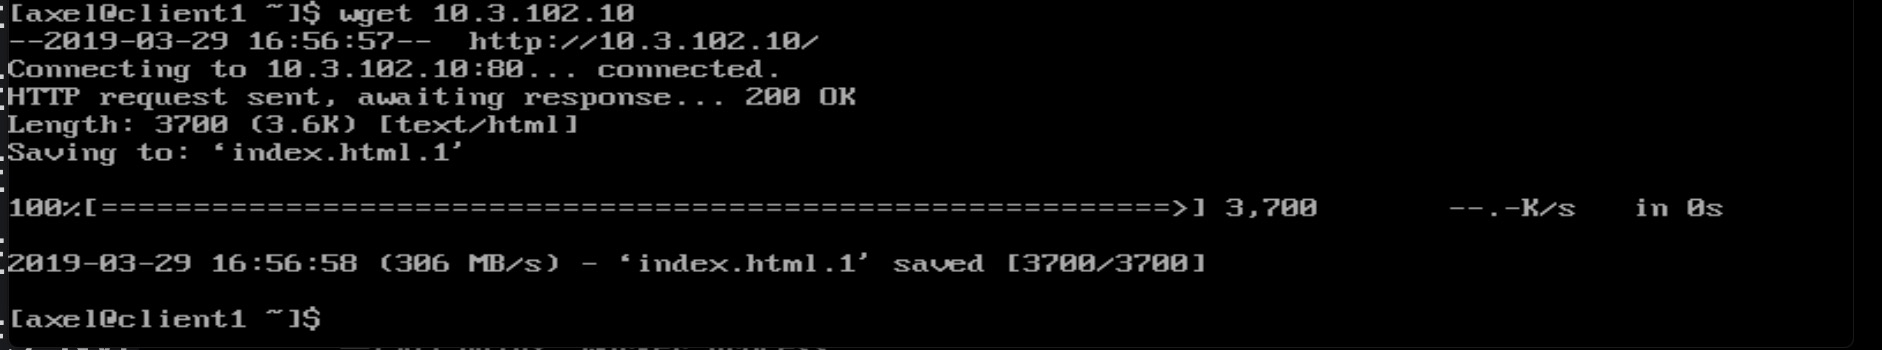 [axel@client1 ~]$ wget 10.3.102.10
--2019-03-29 16:56:57--  http://10.3.102.10/
Connecting to 10.3.102.10:80... connected.
HTTP request sent, awaiting response... 200 OK
Length: 3700 (3.6K) [text/html]
Saving to: ‘index.html.1’
100%[==========================================================>] 3,700       --.-K/s   in 0s
2019-03-29 16:56:58 (306 MB/s) - ‘index.html.1’ saved [3700/3700]
[axel@client1 ~]$